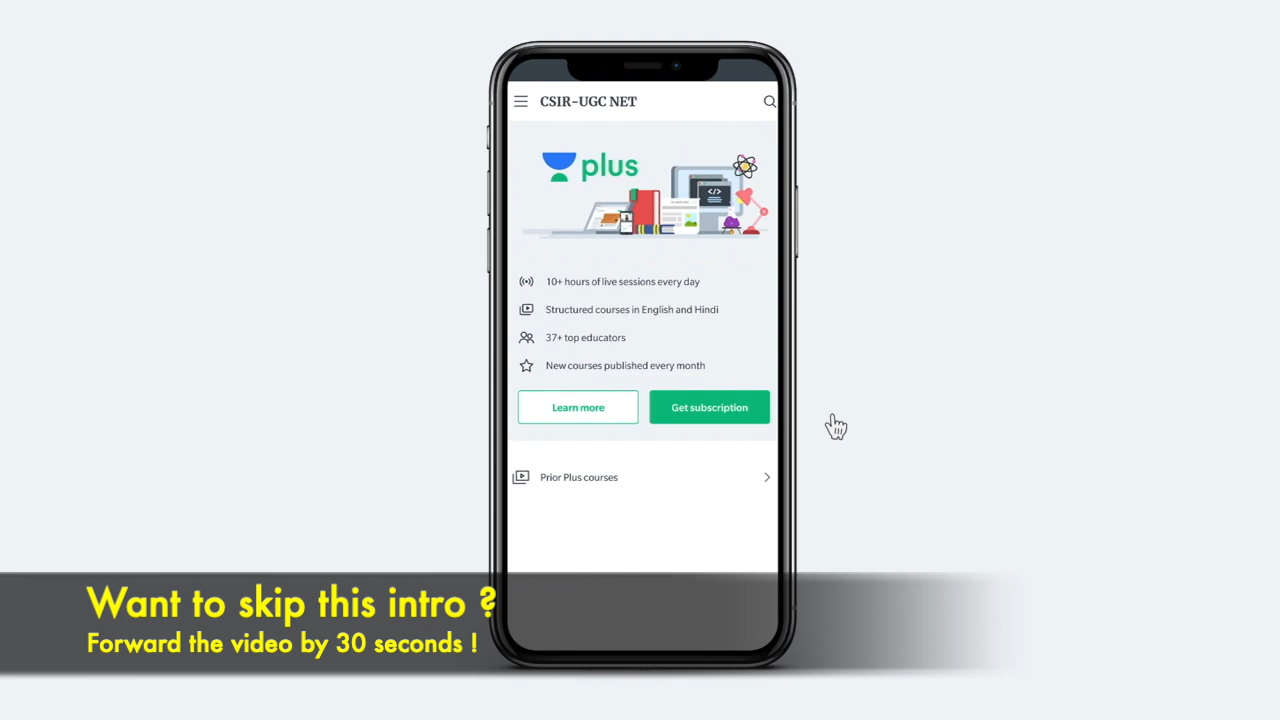 CSIR-UGC NET
plus
</>
10+ hours of live sessions every day
Structured courses in English and Hindi
37+ top educators
New courses published every month
Learn more
Get subscription
Prior Plus courses
Want to skip this intro ?
Forward the video by 30 seconds !